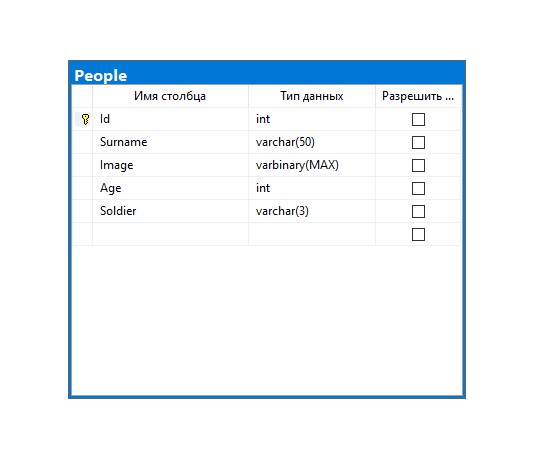 People
Имя столбца Тип данных Разрешить ...
Id int
Surname varchar(50)
Image varbinary(MAX)
Age int
Soldier varchar(3)